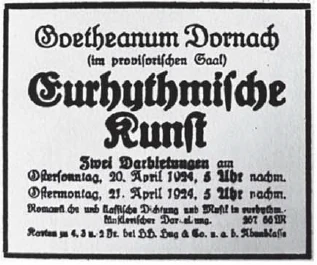 Goetheanum Dornach
(im provisorischen Saal)
Eurhythmische
Kunst
Zwei Darbietungen am
Ostersonntag, 20. April 1924, 5 Uhr nachm.
Ostermontag, 21. April 1924, 5 Uhr nachm.
Romantische und klassische Dichtung und Musik in eurhythm.
künstlerischer Darstellung.
Karten zu 4, 3 u. 2 Fr. bei HH. Hug & Co. u. a. d. Abendkasse